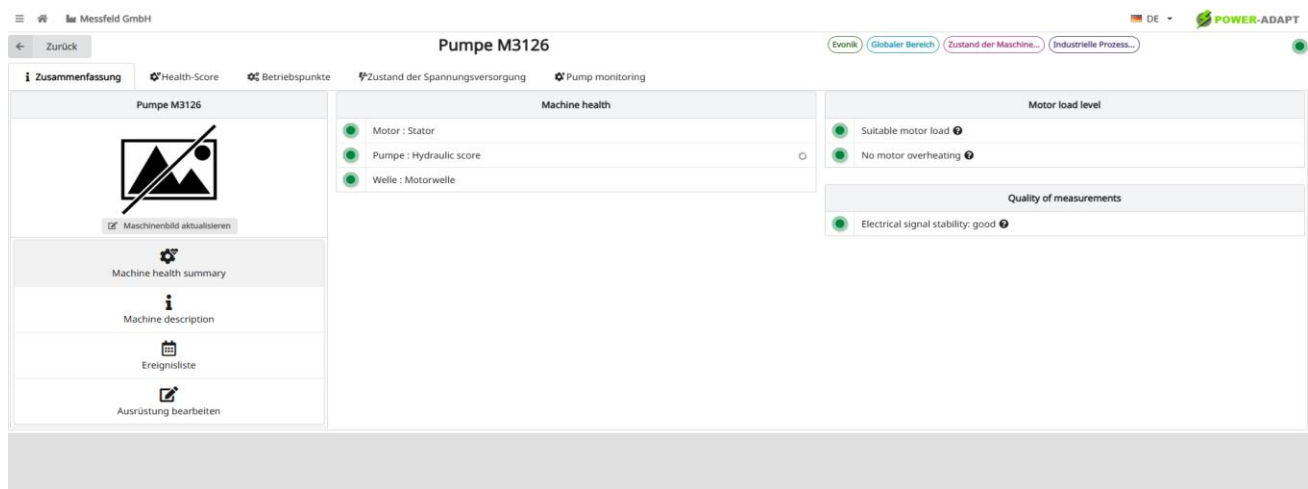 Messfeld GmbH
DE
POWER-ADAPT
Zurück
Pumpe M3126
Evonik
Globaler Bereich
Zustand der Maschine...
Industrielle Prozess...
Zusammenfassung
Health-Score
Betriebspunkte
Zustand der Spannungsversorgung
Pump monitoring
Pumpe M3126
Maschinenbild aktualisieren
Machine health summary
Machine description
Ereignisliste
Ausrüstung bearbeiten
Machine health
Motor : Stator
Pumpe : Hydraulic score
Welle : Motorwelle
Motor load level
Suitable motor load
No motor overheating
Quality of measurements
Electrical signal stability: good